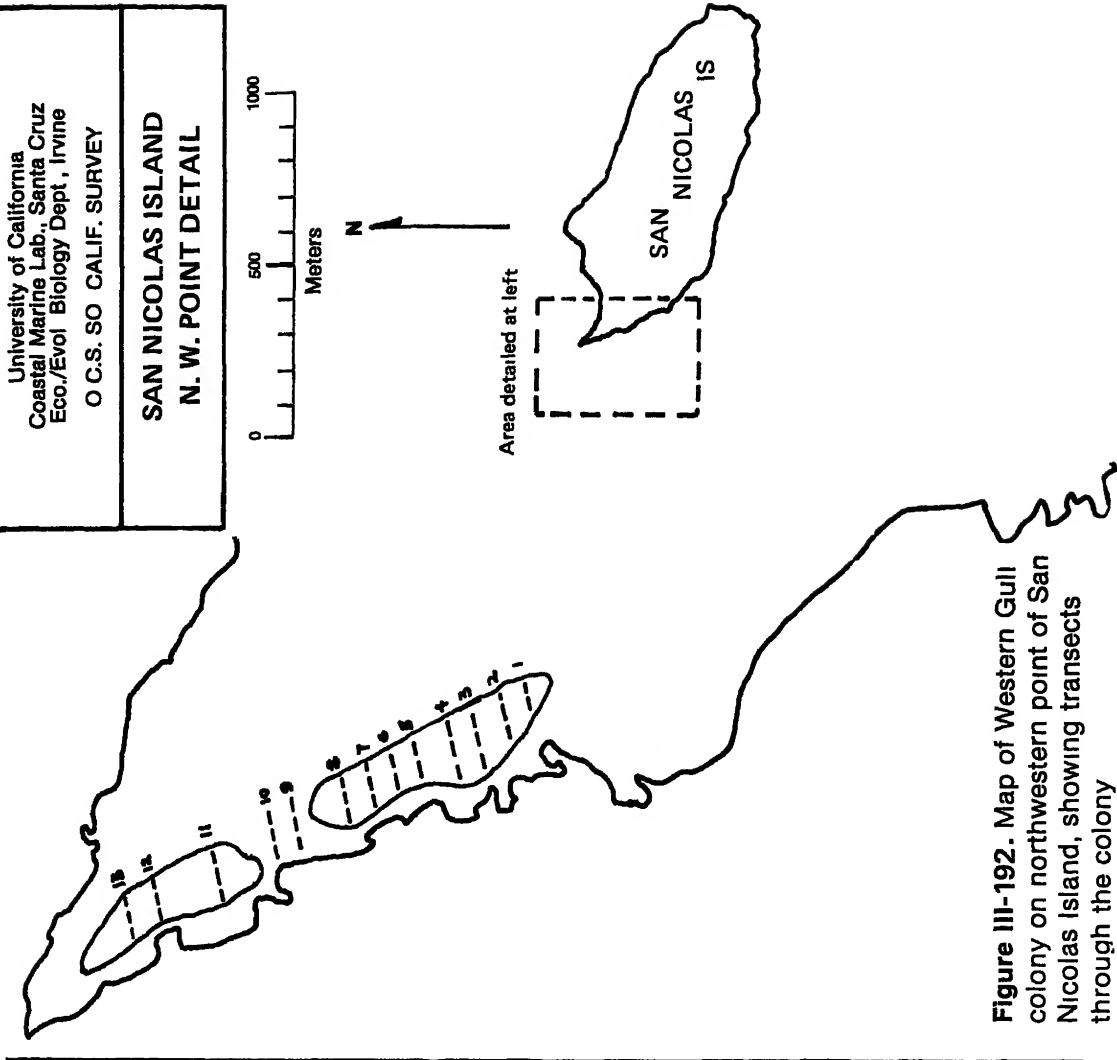 University of California
Coastal Marine Lab., Santa Cruz
Eco./Evol Biology Dept, Irvine
O C.S. SO CALIF. SURVEY
SAN NICOLAS ISLAND
N. W. POINT DETAIL
0 500 1000
Meters
N
Area detailed at left
SAN
NICOLAS
IS
13
12
11
10
9
8
7
6
5
4
3
2
1
Figure III-192. Map of Western Gull
colony on northwestern point of San
Nicolas Island, showing transects
through the colony